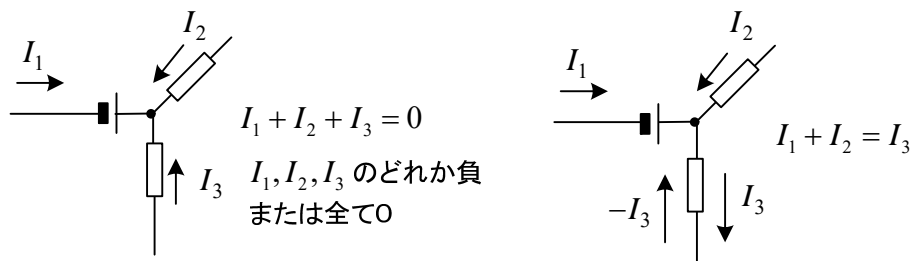 I₁
I₂
I₁ + I₂ + I₃ = 0
I₃
I₁, I₂, I₃ のどれか負
または全て0
I₁
I₂
I₁ + I₂ = I₃
−I₃
I₃